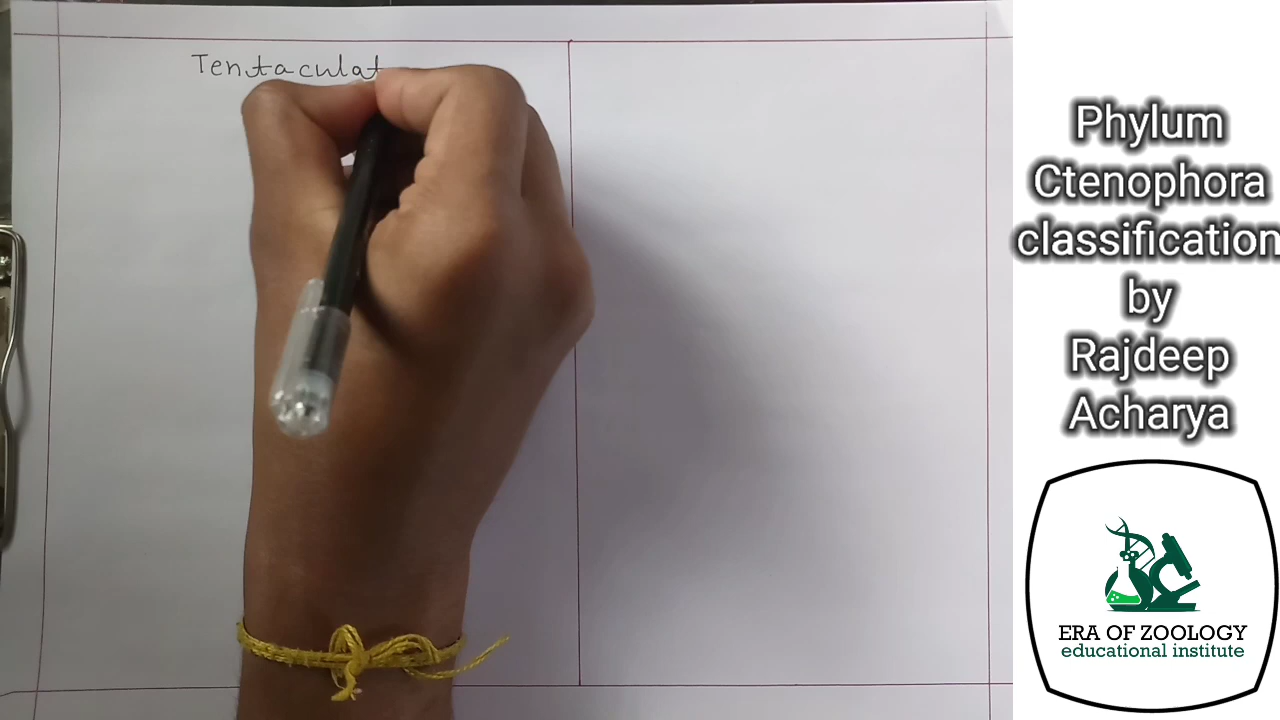 Tentaculat
Phylum
Ctenophora
classification
by
Rajdeep
Acharya
ERA OF ZOOLOGY
educational institute